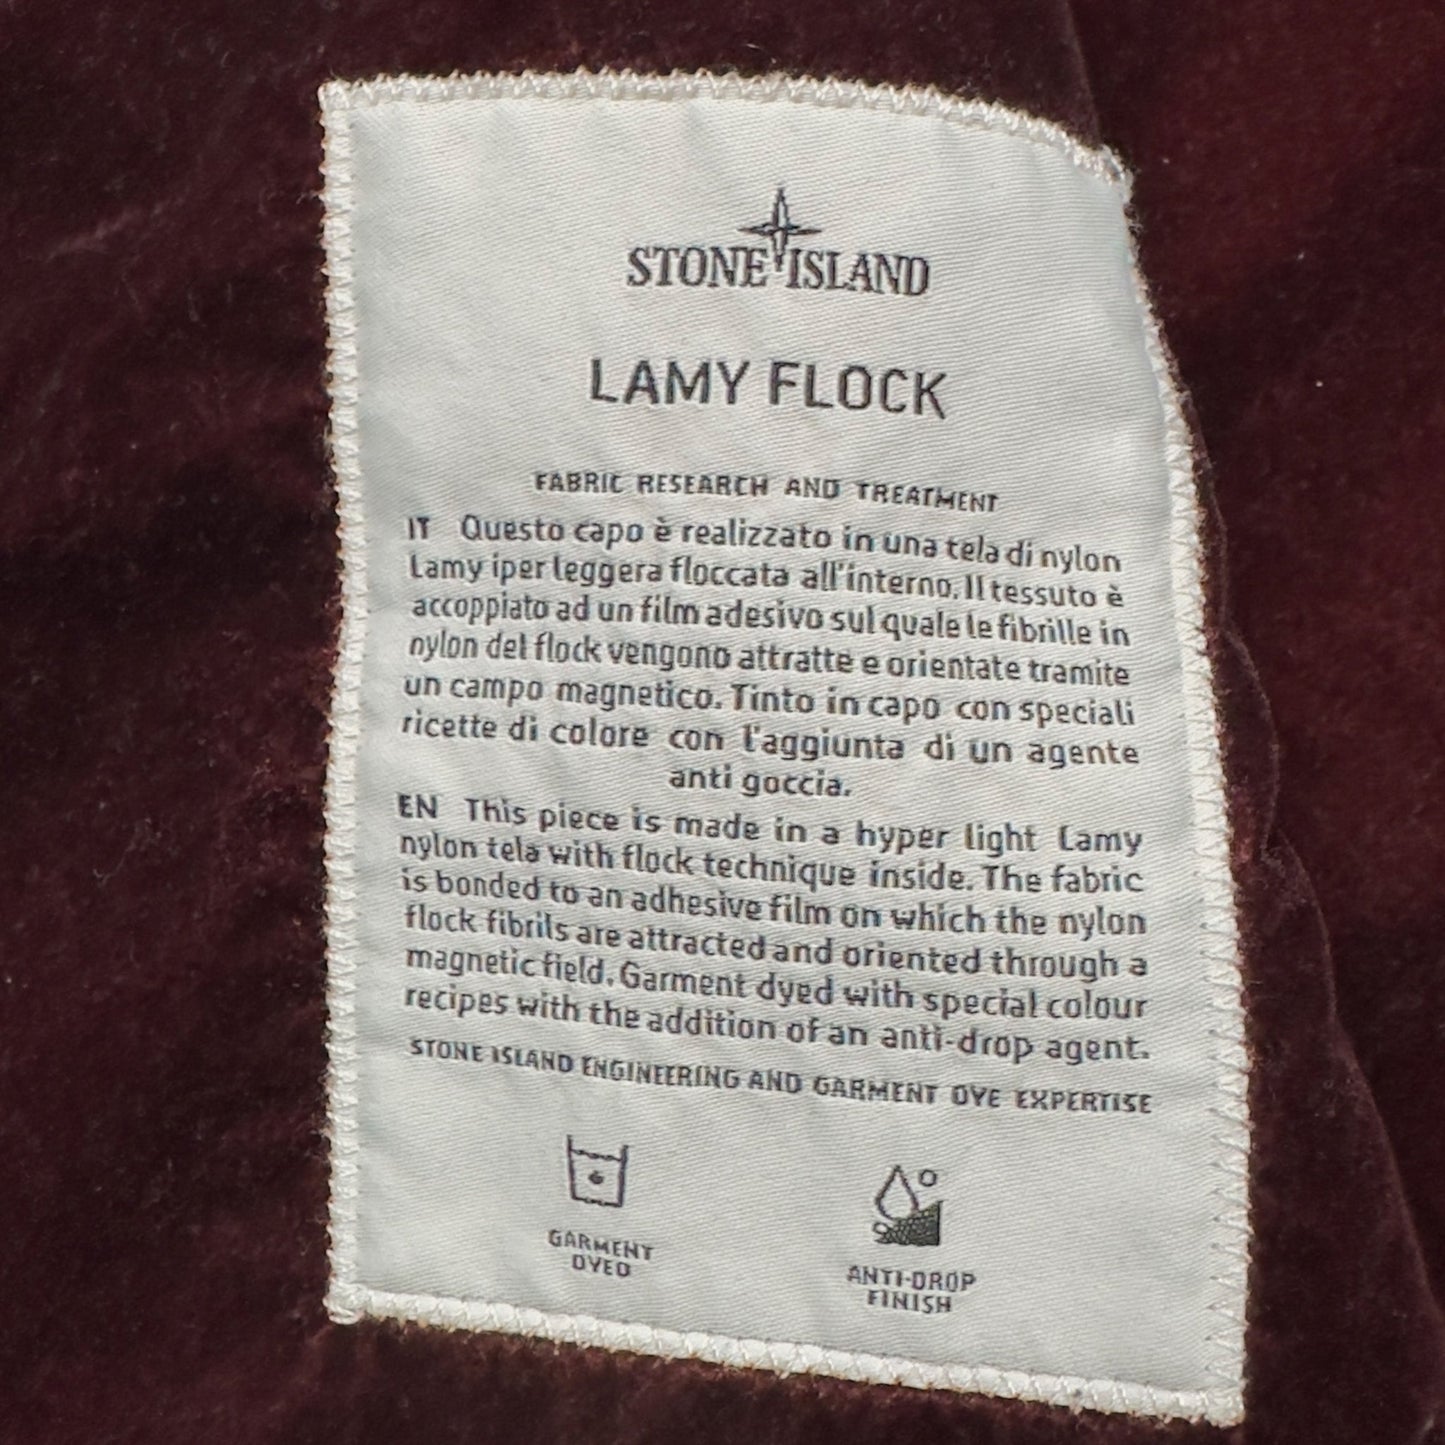 STONE ISLAND
LAMY FLOCK
FABRIC RESEARCH AND TREATMENT
IT Questo capo è realizzato in una tela di nylon
Lamy iper leggera floccata all'interno. Il tessuto è
accoppiato ad un film adesivo sul quale le fibrille in
nylon del flock vengono attratte e orientate tramite
un campo magnetico. Tinto in capo con speciali
ricette di colore con l'aggiunta di un agente
anti goccia.
EN This piece is made in a hyper light Lamy
nylon tela with flock technique inside. The fabric
is bonded to an adhesive film on which the nylon
flock fibrils are attracted and oriented through a
magnetic field. Garment dyed with special colour
recipes with the addition of an anti-drop agent.
STONE ISLAND ENGINEERING AND GARMENT DYE EXPERTISE
GARMENT
DYED
ANTI-DROP
FINISH